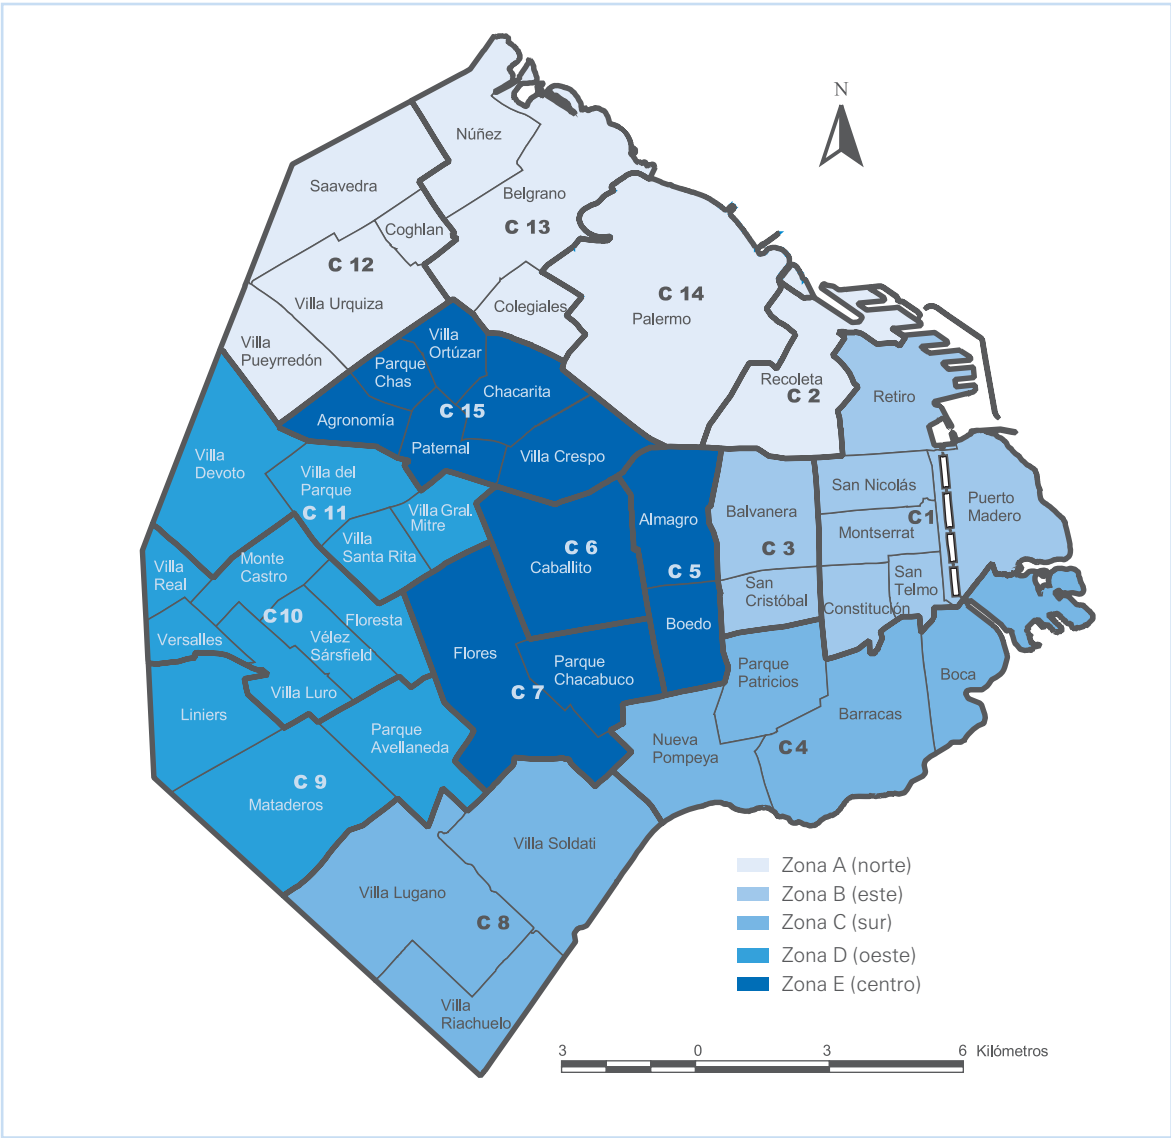 N
Núñez
Saavedra
Belgrano
Coghlan
C 13
C 12
Villa Urquiza
Colegiales
C 14
Palermo
Villa
Pueyrredón
Villa
Ortúzar
Parque
Chas
Chacarita
Agronomía
C 15
Paternal
Villa Crespo
Recoleta
C 2
Retiro
Villa
Devoto
Villa del
Parque
C 11
Villa Gral.
Mitre
Villa
Santa Rita
Almagro
Balvanera
San Nicolás
C 1
Montserrat
Puerto
Madero
C 6
Caballito
C 5
C 3
San
Cristóbal
San
Telmo
Constitución
Villa
Real
Monte
Castro
C10
Floresta
Versalles
Vélez
Sársfield
Villa Luro
Boedo
Flores
Parque
Chacabuco
C 7
Parque
Patricios
Boca
Barracas
Liniers
Parque
Avellaneda
Nueva
Pompeya
C 4
C 9
Mataderos
Villa Soldati
Villa Lugano
C 8
Villa
Riachuelo
Zona A (norte)
Zona B (este)
Zona C (sur)
Zona D (oeste)
Zona E (centro)
3 0 3 6 Kilómetros